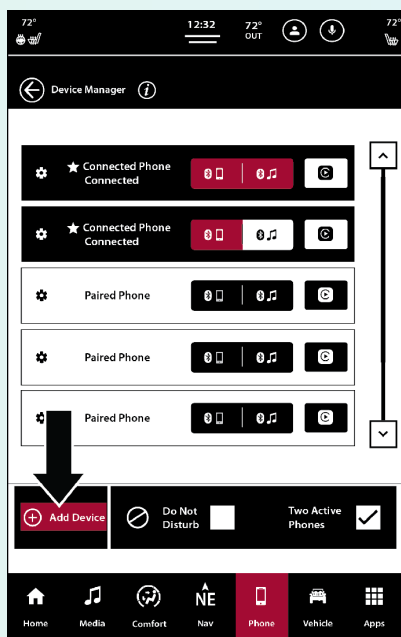 72°
12:32
72°
OUT
72°
Device Manager
Connected Phone
Connected
Connected Phone
Connected
Paired Phone
Paired Phone
Paired Phone
Add Device
Do Not
Disturb
Two Active
Phones
NE
Home
Media
Comfort
Nav
Phone
Vehicle
Apps